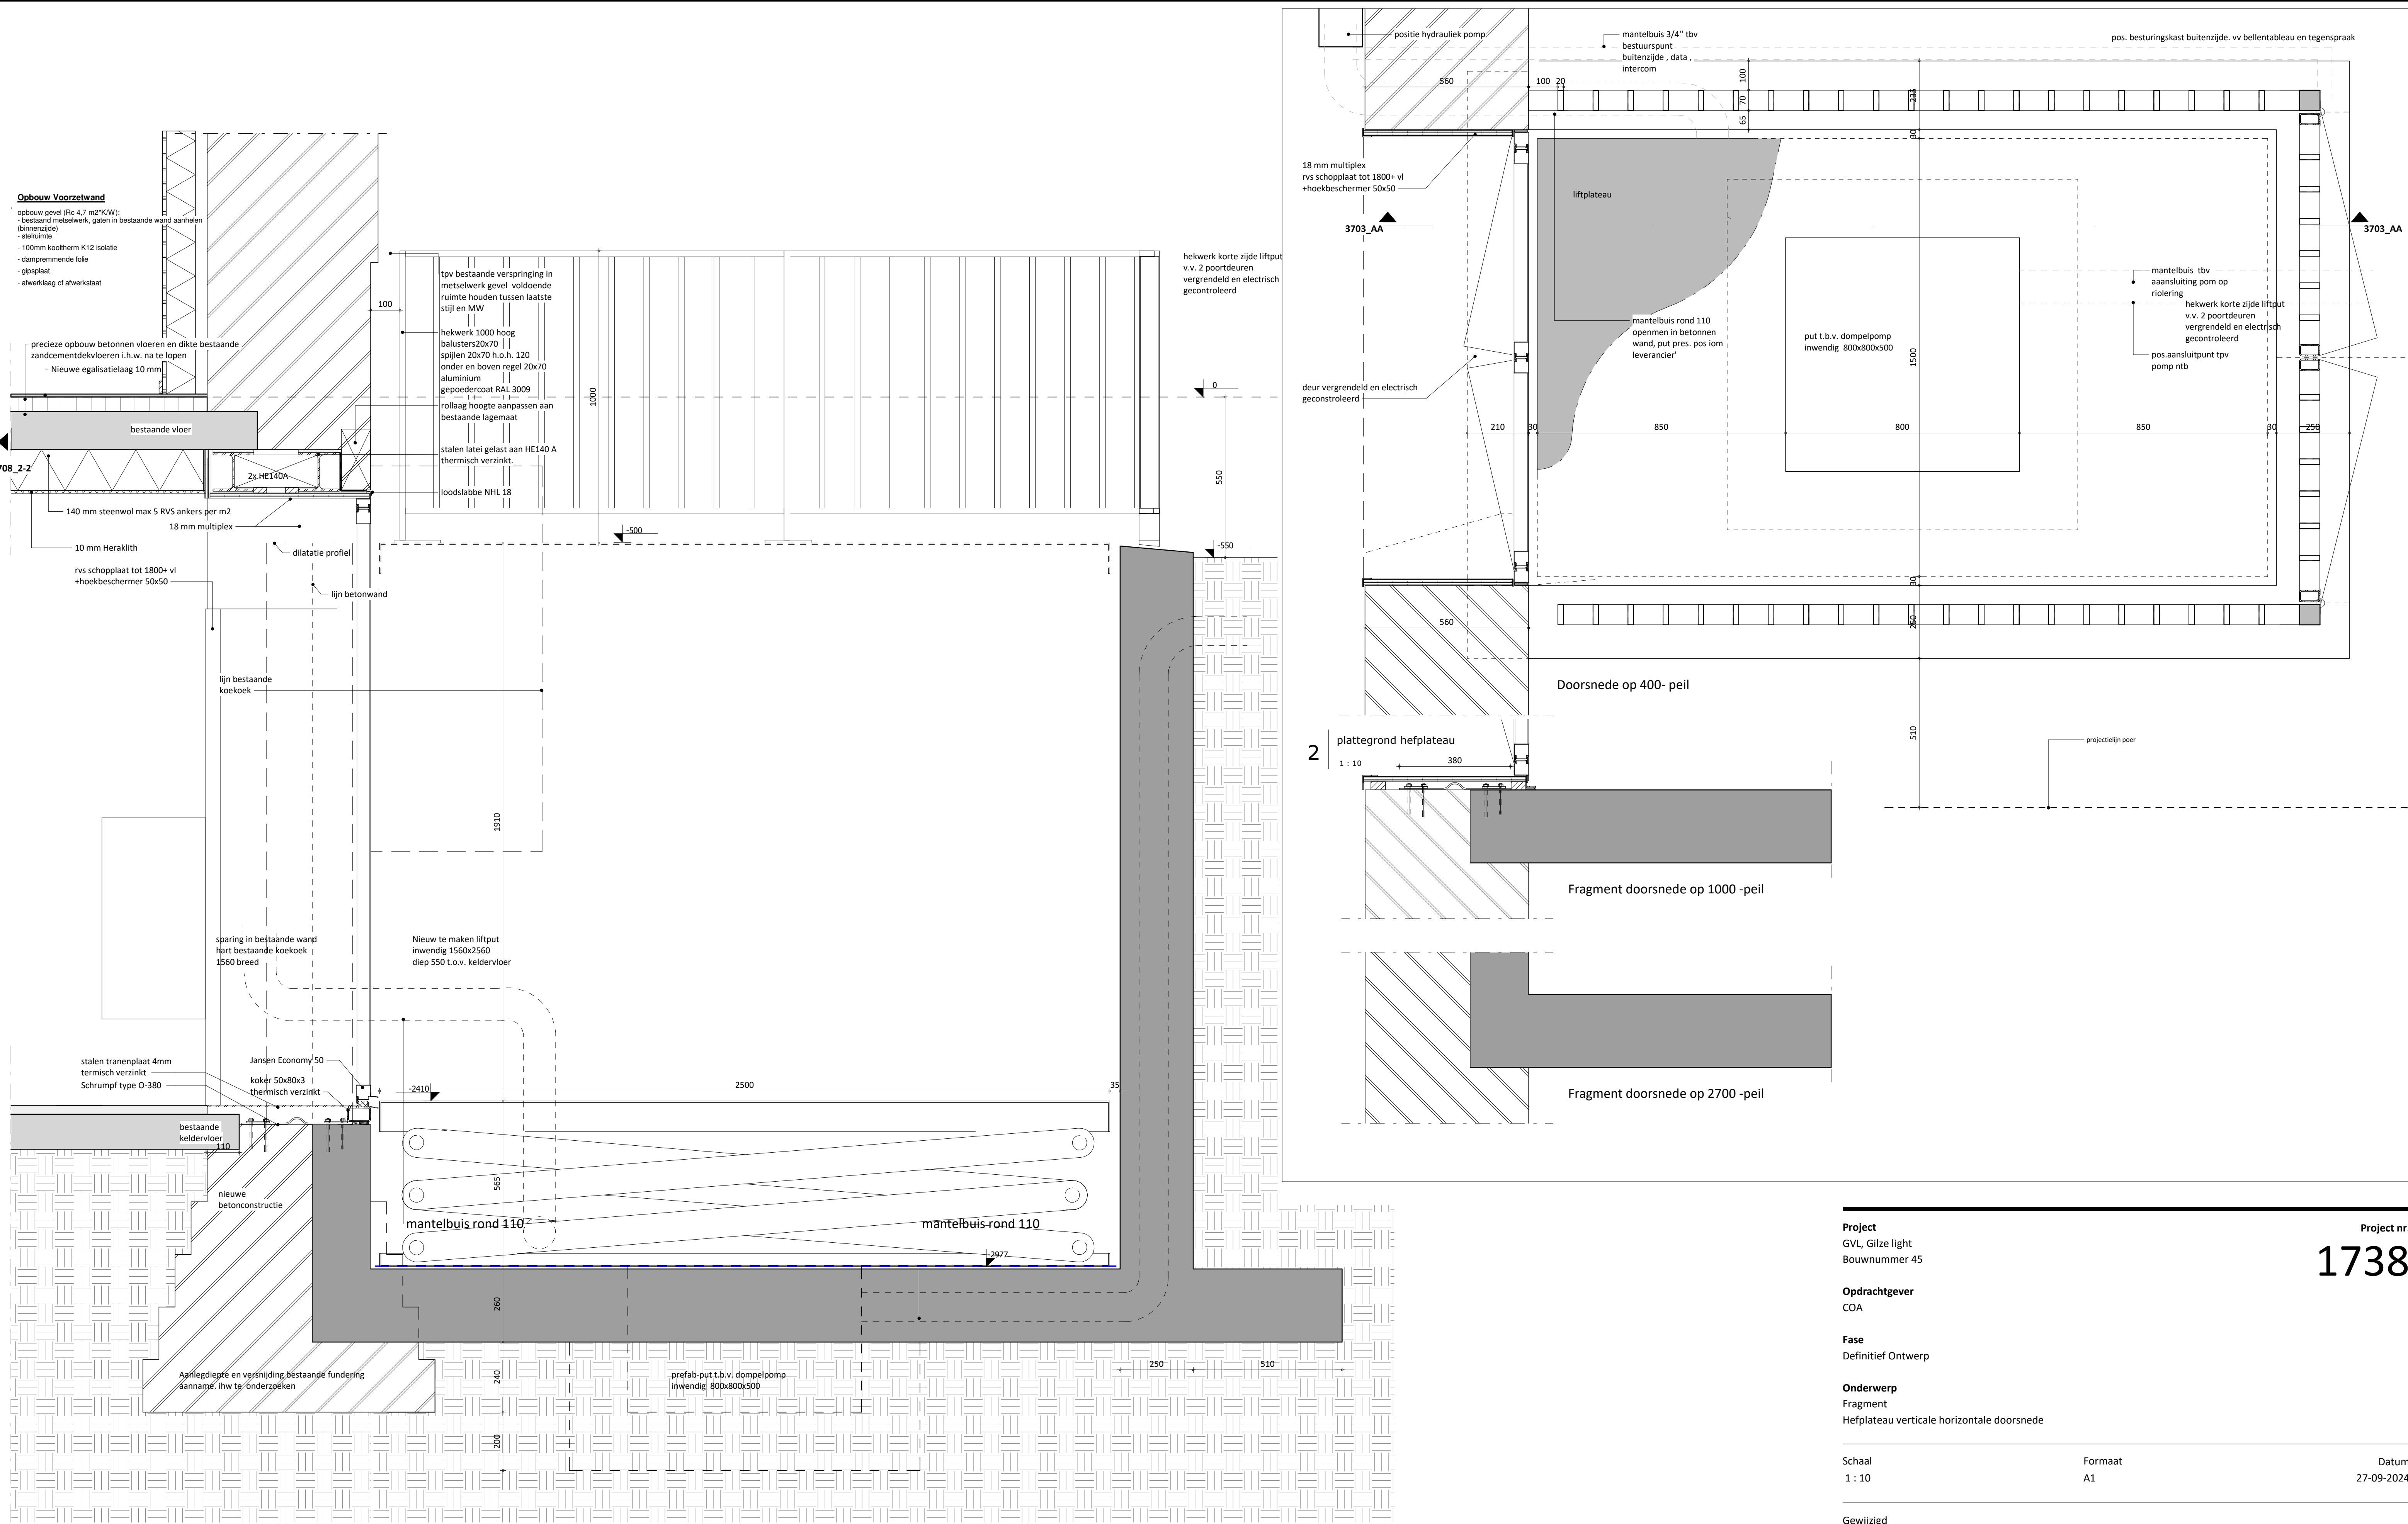 Opbouw Voorzetwand
opbouw gevel (Rc 4,7 m2*K/W):
- bestaand metselwerk, gaten in bestaande wand aanhelen
(binnenzijde)
- stelruimte
- 100mm kooltherm K12 isolatie
- dampremmende folie
- gipsplaat
- afwerklaag cf afwerkstaat
precieze opbouw betonnen vloeren en dikte bestaande
zandcementdekvloeren i.h.w. na te lopen
Nieuwe egalisatielaag 10 mm
bestaande vloer
708_2-2
2x HE140A
140 mm steenwol max 5 RVS ankers per m2
18 mm multiplex
10 mm Heraklith
dilatatie profiel
rvs schopplaat tot 1800+ vl
+hoekbeschermer 50x50
lijn betonwand
lijn bestaande
koekoek
100
tpv bestaande verspringing in
metselwerk gevel voldoende
ruimte houden tussen laatste
stijl en MW
hekwerk 1000 hoog
balusters20x70
spijlen 20x70 h.o.h. 120
onder en boven regel 20x70
aluminium
gepoedercoat RAL 3009
rollaag hoogte aanpassen aan
bestaande lagemaat
stalen latei gelast aan HE140 A
thermisch verzinkt.
loodslabbe NHL 18
1000
hekwerk korte zijde liftput
v.v. 2 poortdeuren
vergrendeld en electrisch
gecontroleerd
0
550
-500
-550
1910
sparing in bestaande wand
hart bestaande koekoek
1560 breed
Nieuw te maken liftput
inwendig 1560x2560
diep 550 t.o.v. keldervloer
stalen tranenplaat 4mm
termisch verzinkt
Schrumpf type O-380
Jansen Economy 50
koker 50x80x3
thermisch verzinkt
-2410
2500
35
bestaande
keldervloer
110
nieuwe
betonconstructie
565
mantelbuis rond 110
mantelbuis rond 110
-2977
260
240
200
250
510
Aanlegdiepte en versnijding bestaande fundering
aanname. ihw te onderzoeken
prefab-put t.b.v. dompelpomp
inwendig 800x800x500
positie hydrauliek pomp
mantelbuis 3/4'' tbv
bestuurspunt
buitenzijde , data ,
intercom
pos. besturingskast buitenzijde. vv bellentableau en tegenspraak
560
100
20
100
70
65
235
30
18 mm multiplex
rvs schopplaat tot 1800+ vl
+hoekbeschermer 50x50
liftplateau
3703_AA
3703_AA
mantelbuis tbv
aaansluiting pom op
riolering
hekwerk korte zijde liftput
v.v. 2 poortdeuren
vergrendeld en electrisch
gecontroleerd
pos.aansluitpunt tpv
pomp ntb
mantelbuis rond 110
openmen in betonnen
wand, put pres. pos iom
leverancier'
put t.b.v. dompelpomp
inwendig 800x800x500
1500
deur vergrendeld en electrisch
geconstroleerd
210
30
850
800
850
30
250
30
560
260
Doorsnede op 400- peil
510
projectielijn poer
2
plattegrond hefplateau
1 : 10
380
Fragment doorsnede op 1000 -peil
Fragment doorsnede op 2700 -peil
Project
Project nr.
GVL, Gilze light
Bouwnummer 45
1738
Opdrachtgever
COA
Fase
Definitief Ontwerp
Onderwerp
Fragment
Hefplateau verticale horizontale doorsnede
Schaal
Formaat
Datum
1 : 10
A1
27-09-2024
Gewijzigd